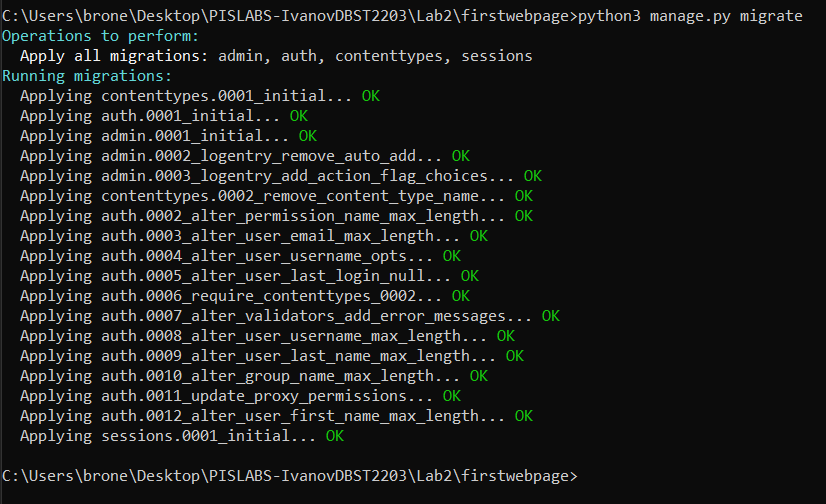 C:\Users\brone\Desktop\PISLABS-IvanovDBST2203\Lab2\firstwebpage>python3 manage.py migrate
Operations to perform:
  Apply all migrations: admin, auth, contenttypes, sessions
Running migrations:
  Applying contenttypes.0001_initial... OK
  Applying auth.0001_initial... OK
  Applying admin.0001_initial... OK
  Applying admin.0002_logentry_remove_auto_add... OK
  Applying admin.0003_logentry_add_action_flag_choices... OK
  Applying contenttypes.0002_remove_content_type_name... OK
  Applying auth.0002_alter_permission_name_max_length... OK
  Applying auth.0003_alter_user_email_max_length... OK
  Applying auth.0004_alter_user_username_opts... OK
  Applying auth.0005_alter_user_last_login_null... OK
  Applying auth.0006_require_contenttypes_0002... OK
  Applying auth.0007_alter_validators_add_error_messages... OK
  Applying auth.0008_alter_user_username_max_length... OK
  Applying auth.0009_alter_user_last_name_max_length... OK
  Applying auth.0010_alter_group_name_max_length... OK
  Applying auth.0011_update_proxy_permissions... OK
  Applying auth.0012_alter_user_first_name_max_length... OK
  Applying sessions.0001_initial... OK
C:\Users\brone\Desktop\PISLABS-IvanovDBST2203\Lab2\firstwebpage>